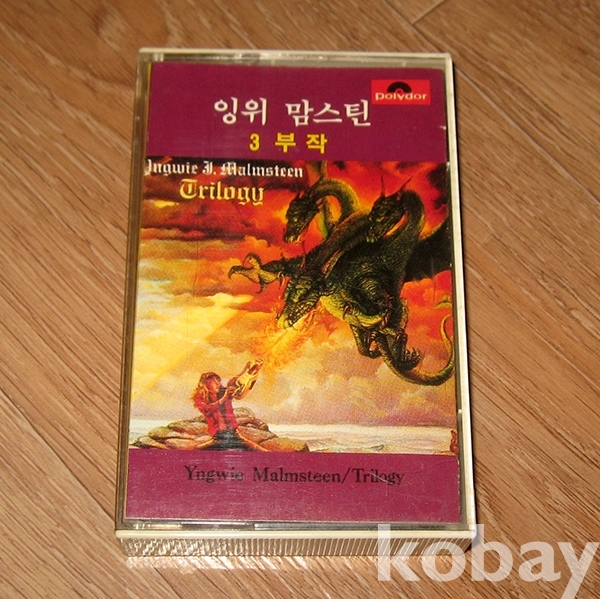 polydor
잉위 맘스틴
3 부 작
Yngwie J. Malmsteen
Trilogy
Yngwie Malmsteen/Trilogy
kobay